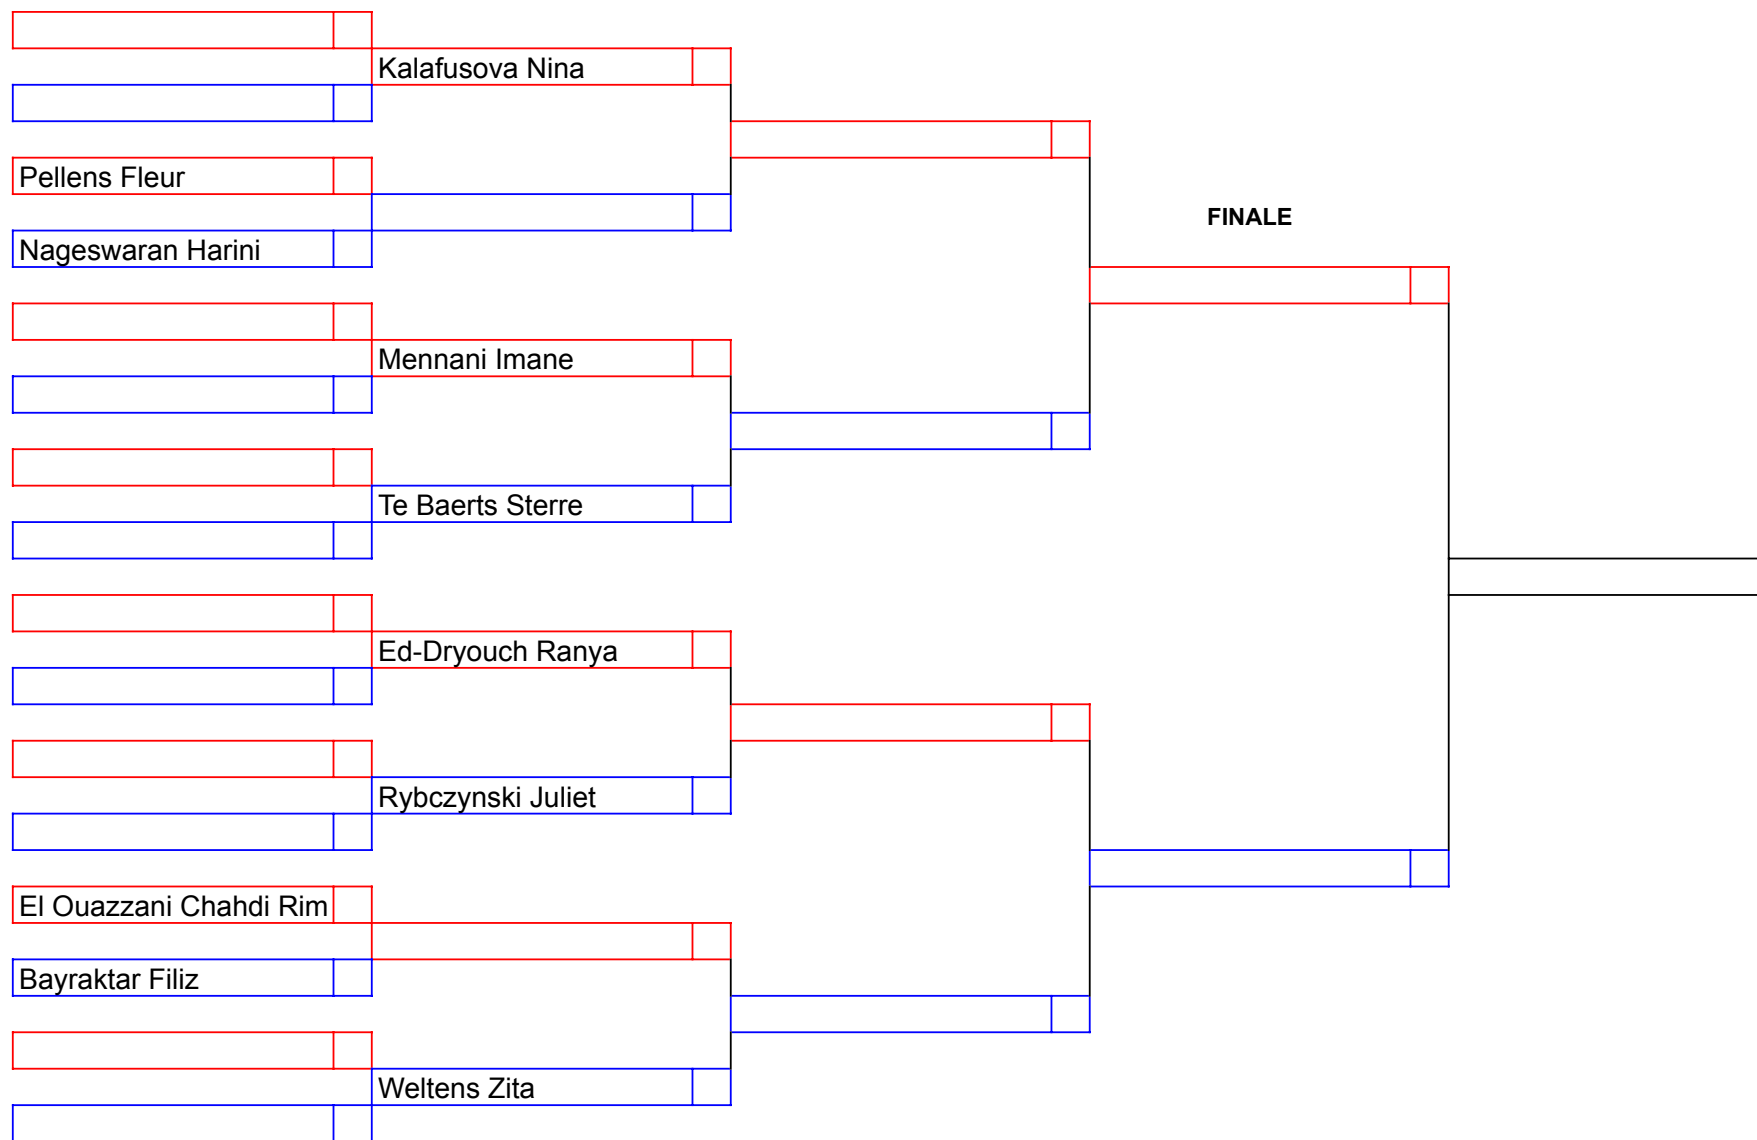 Kalafusova Nina
Pellens Fleur
FINALE
Nageswaran Harini
Mennani Imane
Te Baerts Sterre
Ed-Dryouch Ranya
Rybczynski Juliet
El Ouazzani Chahdi Rim
Bayraktar Filiz
Weltens Zita